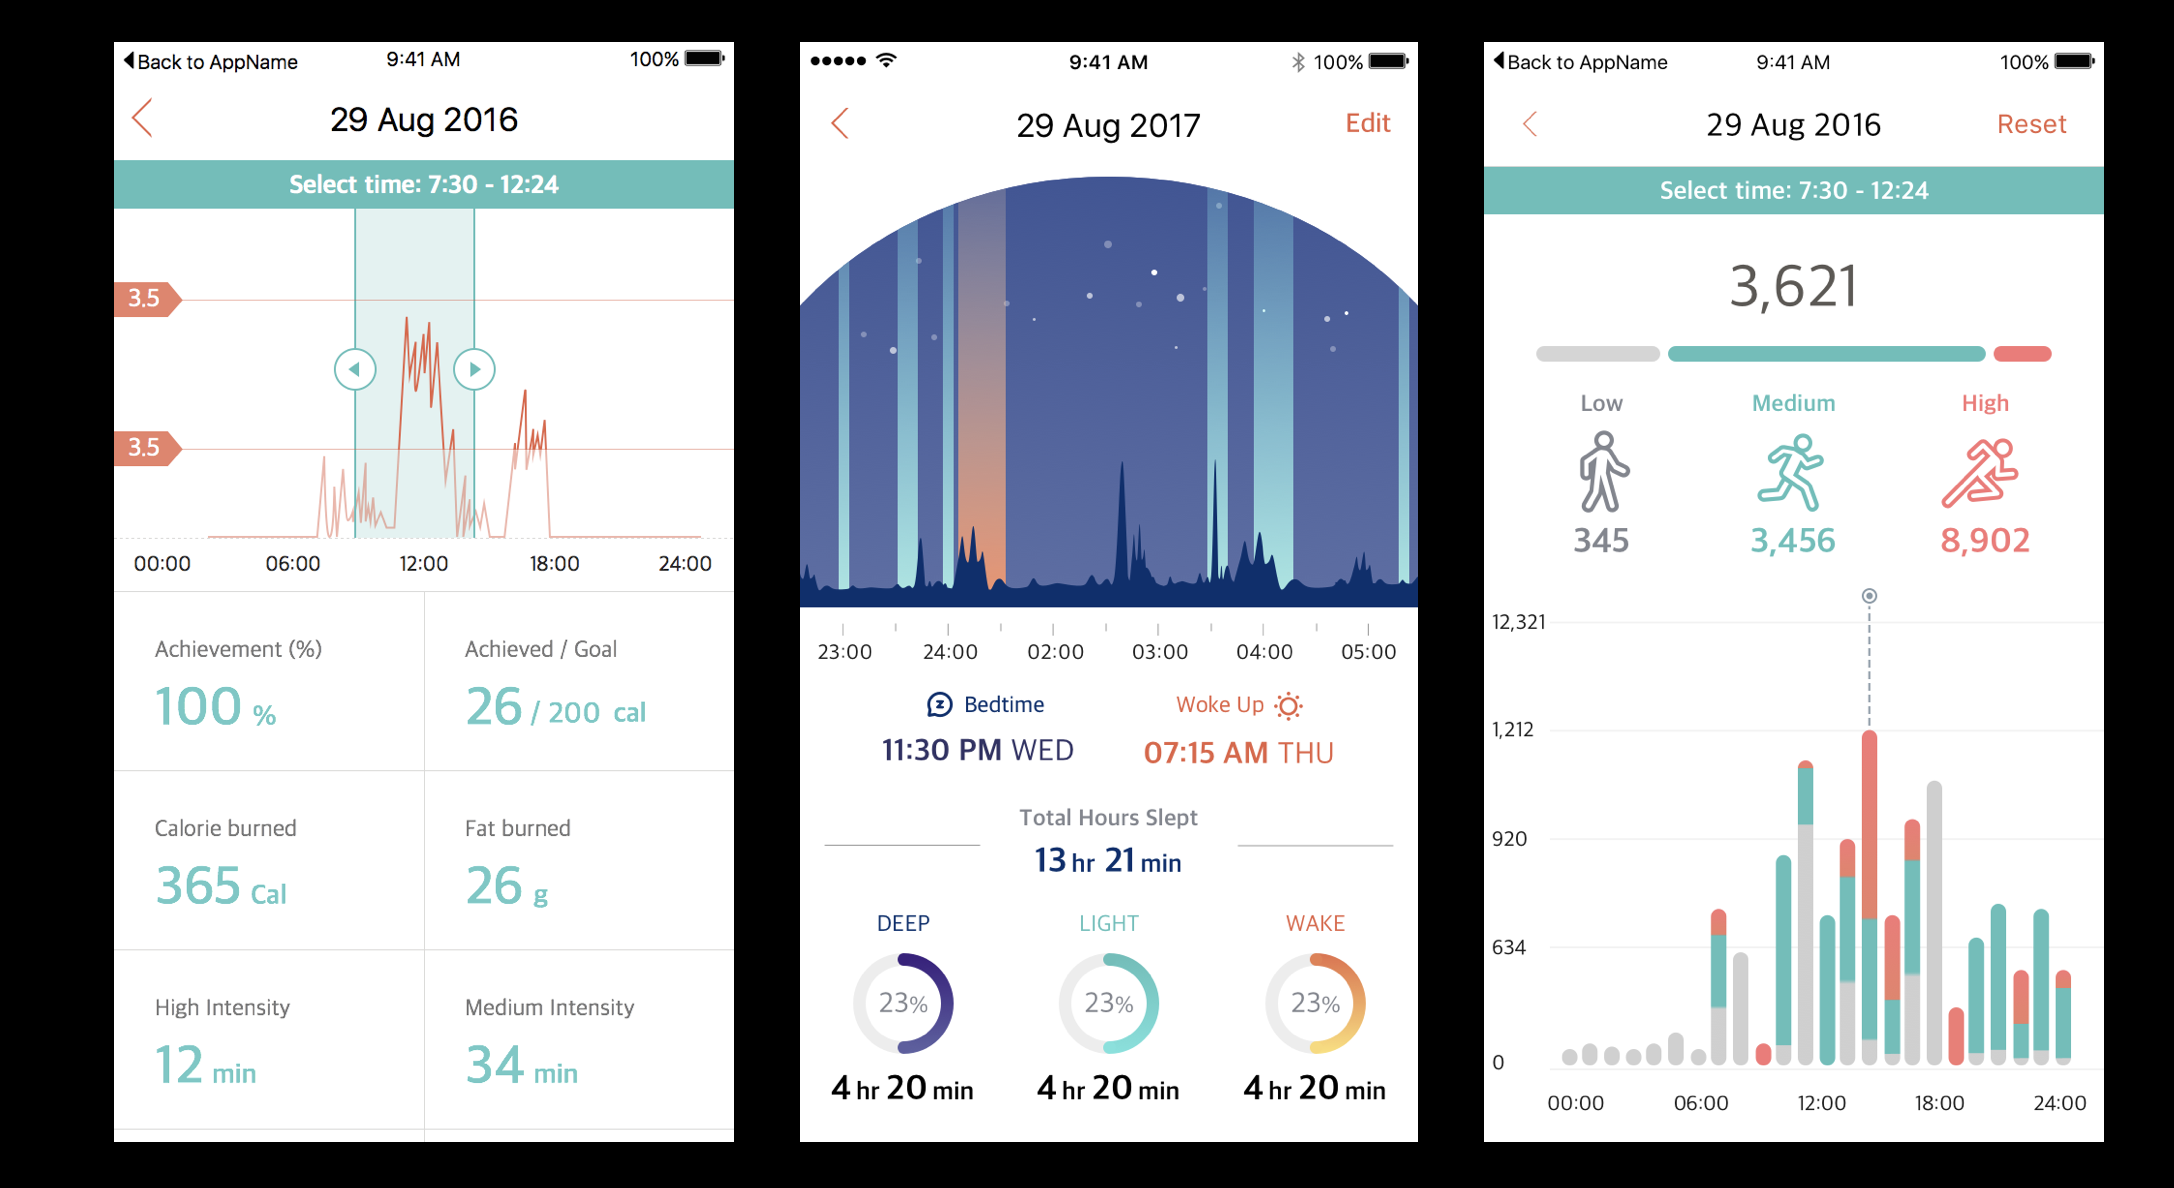 Back to AppName 9:41 AM 100%
29 Aug 2016
Select time: 7:30 - 12:24
3.5
3.5
00:00 06:00 12:00 18:00 24:00
Achievement (%) Achieved / Goal
100 % 26 / 200 cal
Calorie burned Fat burned
365 Cal 26 g
High Intensity Medium Intensity
12 min 34 min
9:41 AM 100%
29 Aug 2017 Edit
23:00 24:00 02:00 03:00 04:00 05:00
z Bedtime Woke Up
11:30 PM WED 07:15 AM THU
Total Hours Slept
13 hr 21 min
DEEP LIGHT WAKE
23% 23% 23%
4 hr 20 min 4 hr 20 min 4 hr 20 min
Back to AppName 9:41 AM 100%
29 Aug 2016 Reset
Select time: 7:30 - 12:24
3,621
Low Medium High
345 3,456 8,902
12,321
1,212
920
634
0
00:00 06:00 12:00 18:00 24:00